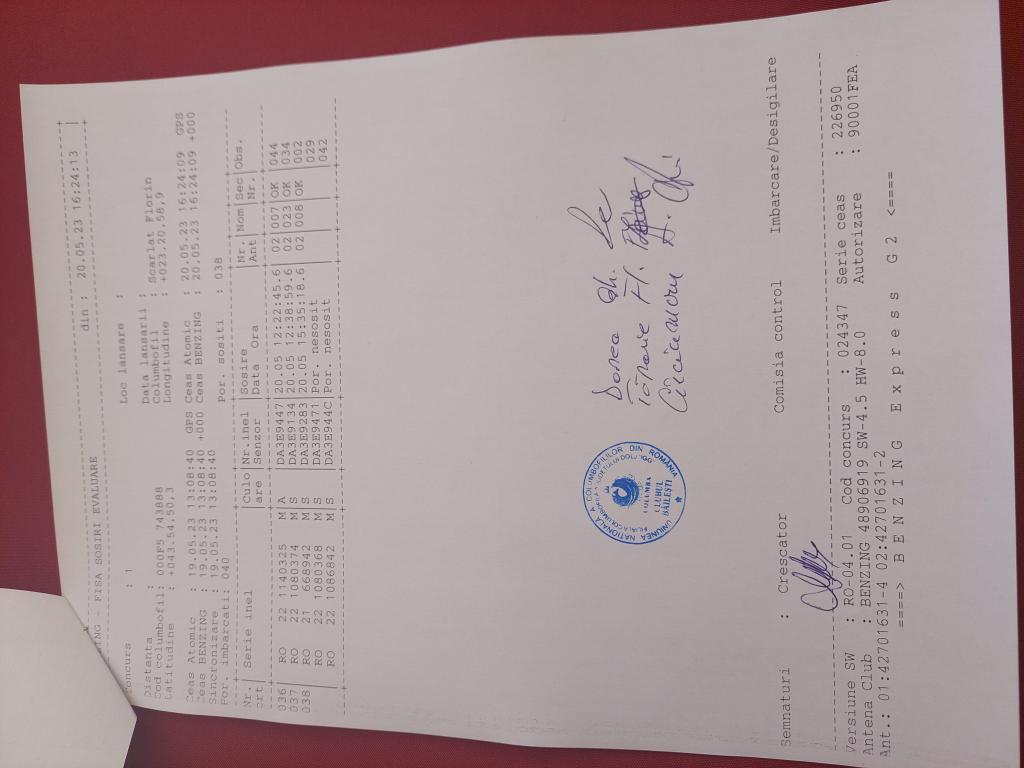 din : 20.05.23 16:24:13 |
- FISA SOSIRI EVALUARE
: 1 Loc lansare :
Distanta : Data lansarii :
Cod columbofil: 000F5 743888 Columbofil : Scarlat Florin
Latitudine : +043.54.50,3 Longitudine : +023.20.58,9
Ceas Atomic : 19.05.23 13:08:40 GPS Ceas Atomic : 20.05.23 16:24:09 GPS
Ceas BENZING : 19.05.23 13:08:40 +000 Ceas BENZING : 20.05.23 16:24:09 +000
Sincronizare : 19.05.23 13:08:40
Por. imbarcati: 040 Por. sositi : 038
Nr. | Serie inel |Culo|Nr.inel |Sosire |Nr. |Nom|Sec|Obs.
crt| |are |Senzor |Data Ora |Ant | |Nr.|
036| RO 22 1140325 M|A |DA3E9447|20.05 12:22:45.6| 02|007|OK |044
037| RO 22 1080374 M|S |DA3E9134|20.05 12:38:59.6| 02|023|OK |034
038| RO 21 668942 M|S |DA3E9283|20.05 15:35:18.6| 02|008|OK |002
| RO 22 1080368 M|S |DA3E9471|Por. nesosit | | | |029
| RO 22 1086842 M|S |DA3E944C|Por. nesosit | | | |042
Donca Gh.
Fl.
UNIUNEA NATIONALA A COLUMBOFILILOR DIN ROMÂNIA
COLUMBA
CLUBUL
BĂILEȘTI
Semnaturi : Crescator Comisia control Imbarcare/Desigilare
Versiune SW : RO-04.01 Cod concurs : 024347 Serie ceas : 226950
Antena Club : BENZING 48906919 SW-4.5 HW-8.0 Autorizare : 90001FEA
Ant.: 01:42701631-4 02:42701631-2
====> B E N Z I N G E x p r e s s G 2 <====